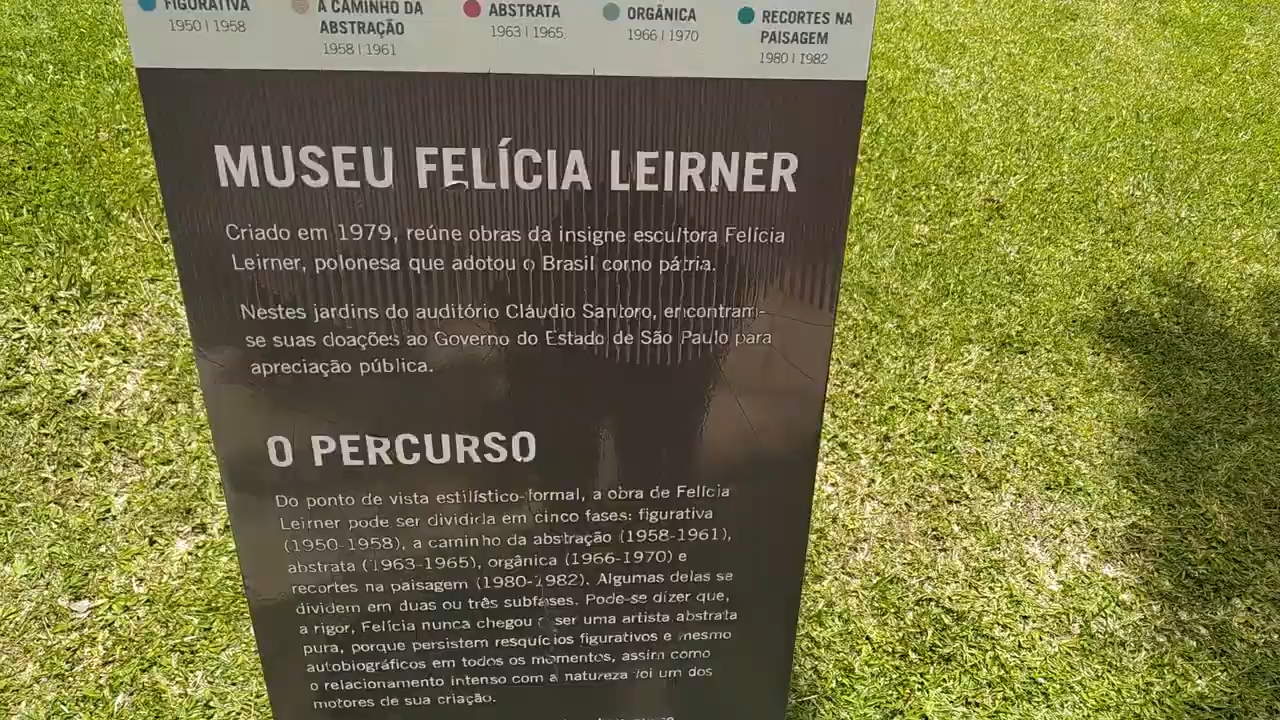 FIGURATIVA
1950 | 1958
A CAMINHO DA
ABSTRAÇÃO
1958 | 1961
ABSTRATA
1963 | 1965
ORGÂNICA
1966 | 1970
RECORTES NA
PAISAGEM
1980 | 1982
MUSEU FELÍCIA LEIRNER
Criado em 1979, reúne obras da insigne escultora Felícia
Leirner, polonesa que adotou o Brasil como pátria.
Nestes jardins do auditório Cláudio Santoro, encontram-
se suas doações ao Governo do Estado de São Paulo para
apreciação pública.
O PERCURSO
Do ponto de vista estilístico-formal, a obra de Felícia
Leirner pode ser dividida em cinco fases: figurativa
(1950-1958), a caminho da abstração (1958-1961),
abstrata (1963-1965), orgânica (1966-1970) e
recortes na paisagem (1980-1982). Algumas delas se
dividem em duas ou três subfases. Pode-se dizer que,
a rigor, Felícia nunca chegou a ser uma artista abstrata
pura, porque persistem resquícios figurativos e mesmo
autobiográficos em todos os momentos, assim como
o relacionamento intenso com a natureza foi um dos
motores de sua criação.